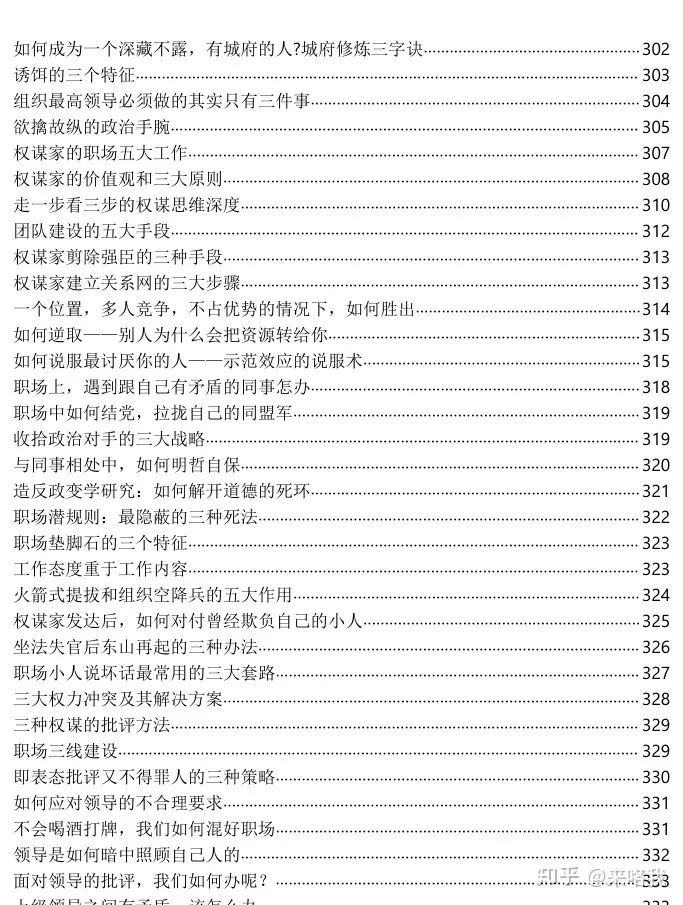 如何成为一个深藏不露，有城府的人?城府修炼三字诀 302
诱饵的三个特征 303
组织最高领导必须做的其实只有三件事 304
欲擒故纵的政治手腕 305
权谋家的职场五大工作 307
权谋家的价值观和三大原则 308
走一步看三步的权谋思维深度 310
团队建设的五大手段 312
权谋家剪除强臣的三种手段 313
权谋家建立关系网的三大步骤 313
一个位置，多人竞争，不占优势的情况下，如何胜出 314
如何逆取——别人为什么会把资源转给你 315
如何说服最讨厌你的人——示范效应的说服术 315
职场上，遇到跟自己有矛盾的同事怎办 318
职场中如何结党，拉拢自己的同盟军 319
收拾政治对手的三大战略 319
与同事相处中，如何明哲自保 320
造反政变学研究：如何解开道德的死环 321
职场潜规则：最隐蔽的三种死法 322
职场垫脚石的三个特征 323
工作态度重于工作内容 323
火箭式提拔和组织空降兵的五大作用 324
权谋家发达后，如何对付曾经欺负自己的小人 325
坐法失官后东山再起的三种办法 326
职场小人说坏话最常用的三大套路 327
三大权力冲突及其解决方案 328
三种权谋的批评方法 329
职场三线建设 329
即表态批评又不得罪人的三种策略 330
如何应对领导的不合理要求 331
不会喝酒打牌，我们如何混好职场 331
领导是如何暗中照顾自己人的 332
面对领导的批评，我们如何办呢？ 333
知乎 @来咯我